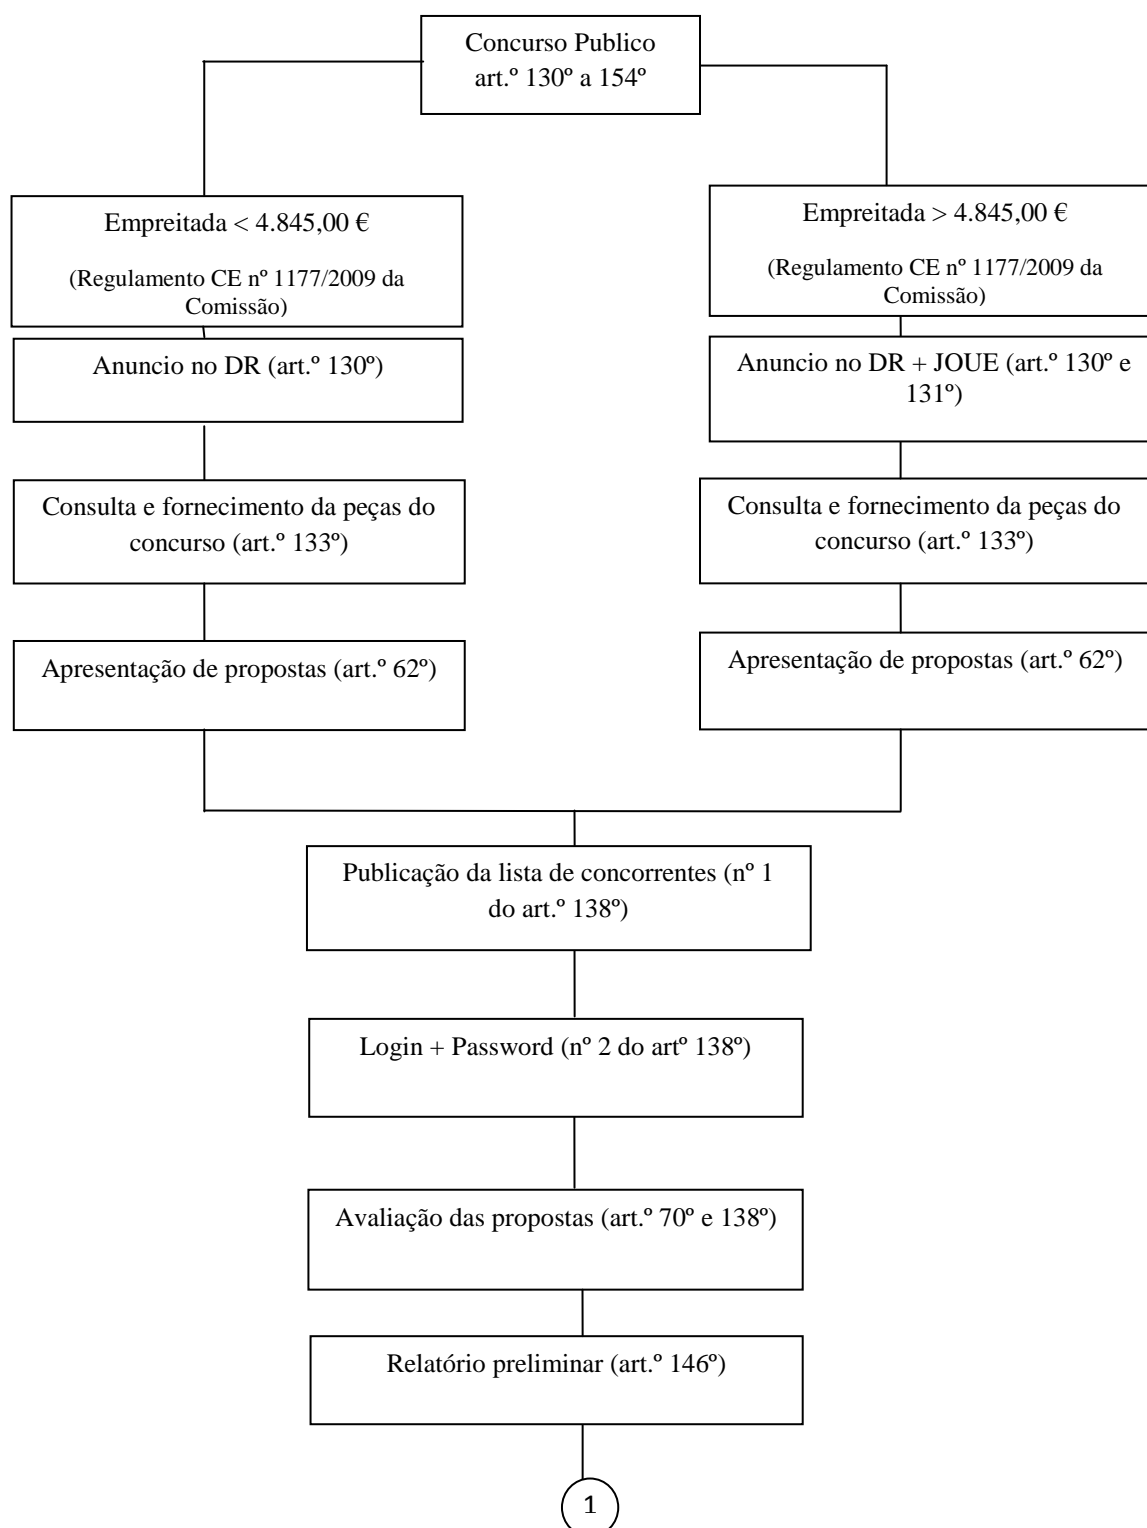 Concurso Publico
art.º 130º a 154º
Empreitada < 4.845,00 €
(Regulamento CE nº 1177/2009 da
Comissão)
Anuncio no DR (art.º 130º)
Consulta e fornecimento da peças do
concurso (art.º 133º)
Apresentação de propostas (art.º 62º)
Empreitada > 4.845,00 €
(Regulamento CE nº 1177/2009 da
Comissão)
Anuncio no DR + JOUE (art.º 130º e
131º)
Consulta e fornecimento da peças do
concurso (art.º 133º)
Apresentação de propostas (art.º 62º)
Publicação da lista de concorrentes (nº 1
do art.º 138º)
Login + Password (nº 2 do artº 138º)
Avaliação das propostas (art.º 70º e 138º)
Relatório preliminar (art.º 146º)
1